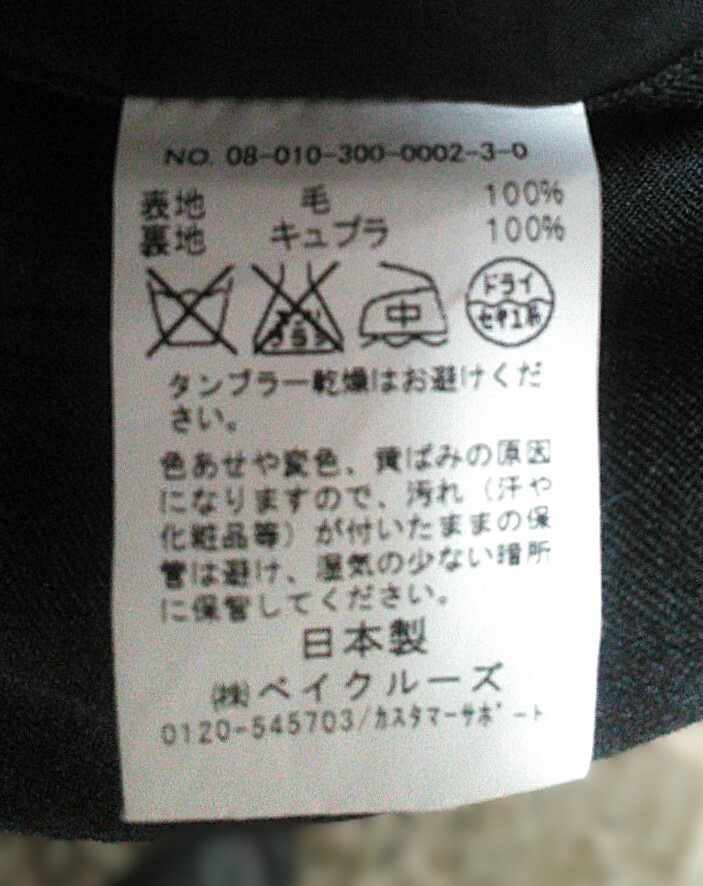 NO. 08-010-300-0002-3-0
表地 毛 100%
裏地 キュプラ 100%
エンソ サラシ 中 ドライ セキユ系
タンブラー乾燥はお避けくだ
さい。
色あせや変色、黄ばみの原因
になりますので、汚れ（汗や
化粧品等）が付いたままの保
管は避け、湿気の少ない暗所
に保管してください。
日本製
㈱ベイクルーズ
0120-545703/ｶｽﾀﾏｰｻﾎﾟｰﾄ